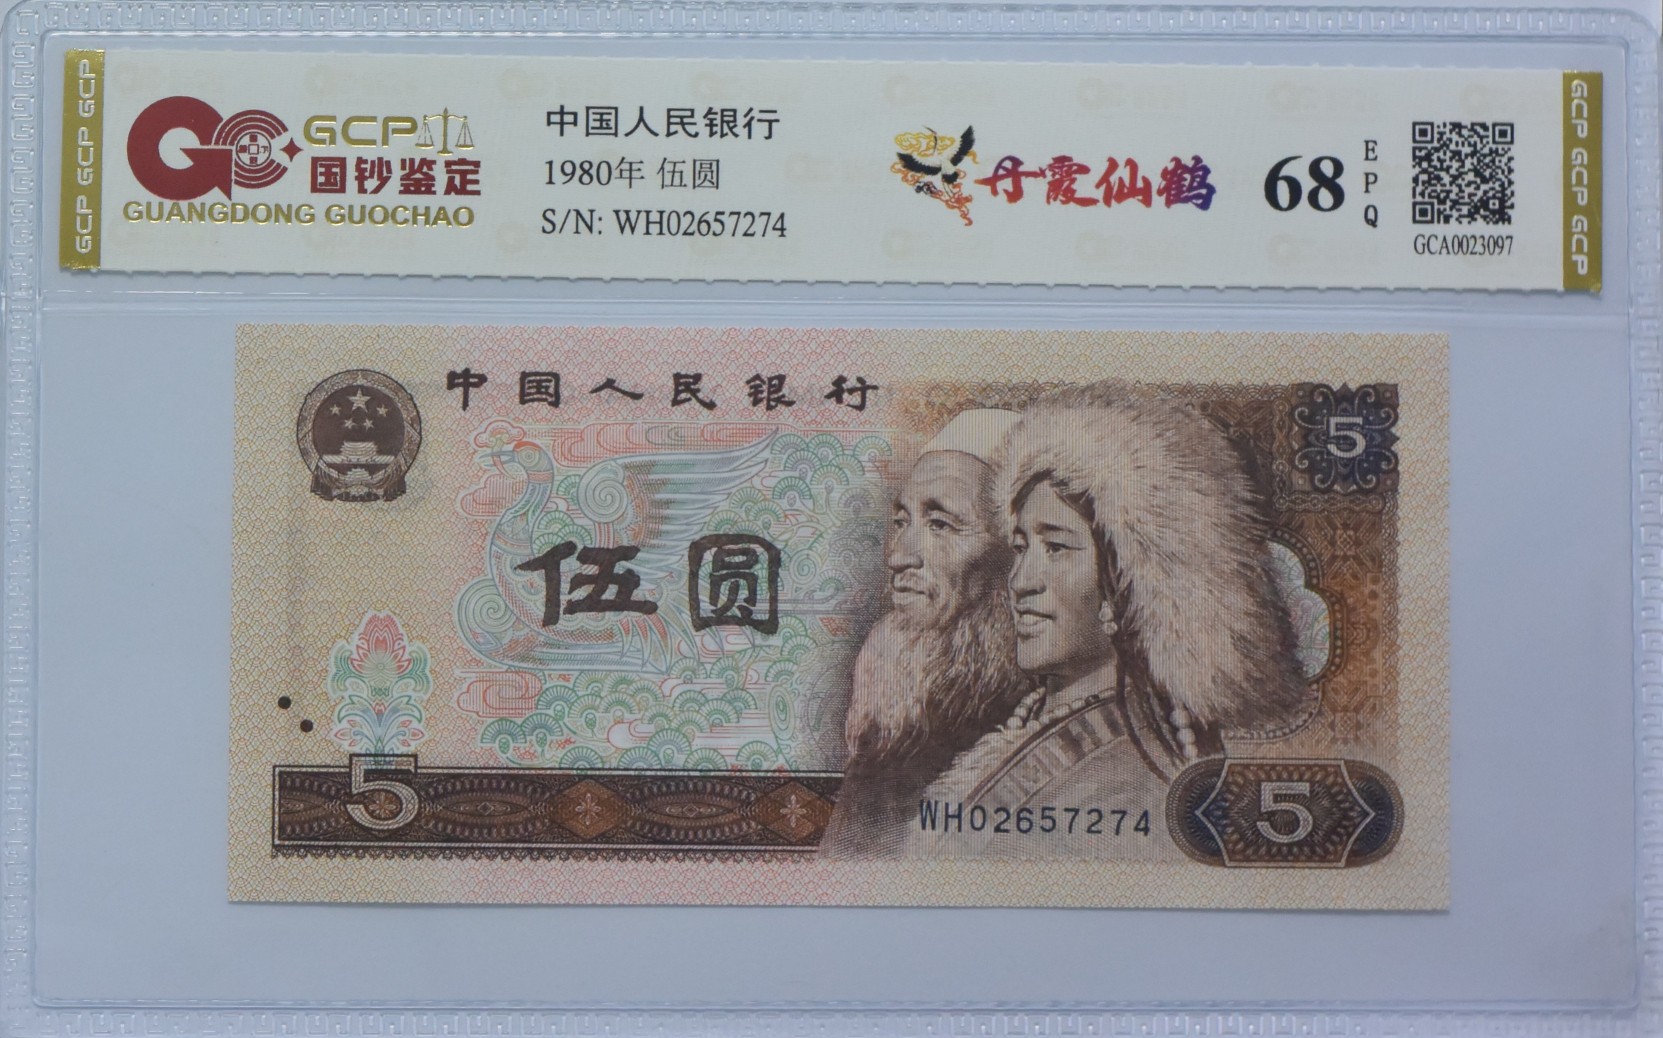 GCP GCP GCP
GCP
国钞鉴定
GUANGDONG GUOCHAO
中国人民银行
1980年 伍圆
S/N: WH02657274
丹霞仙鹤
68
EPQ
GCA0023097
GCP GCP GCP
中国人民银行
5
伍圆
5
WH02657274
5